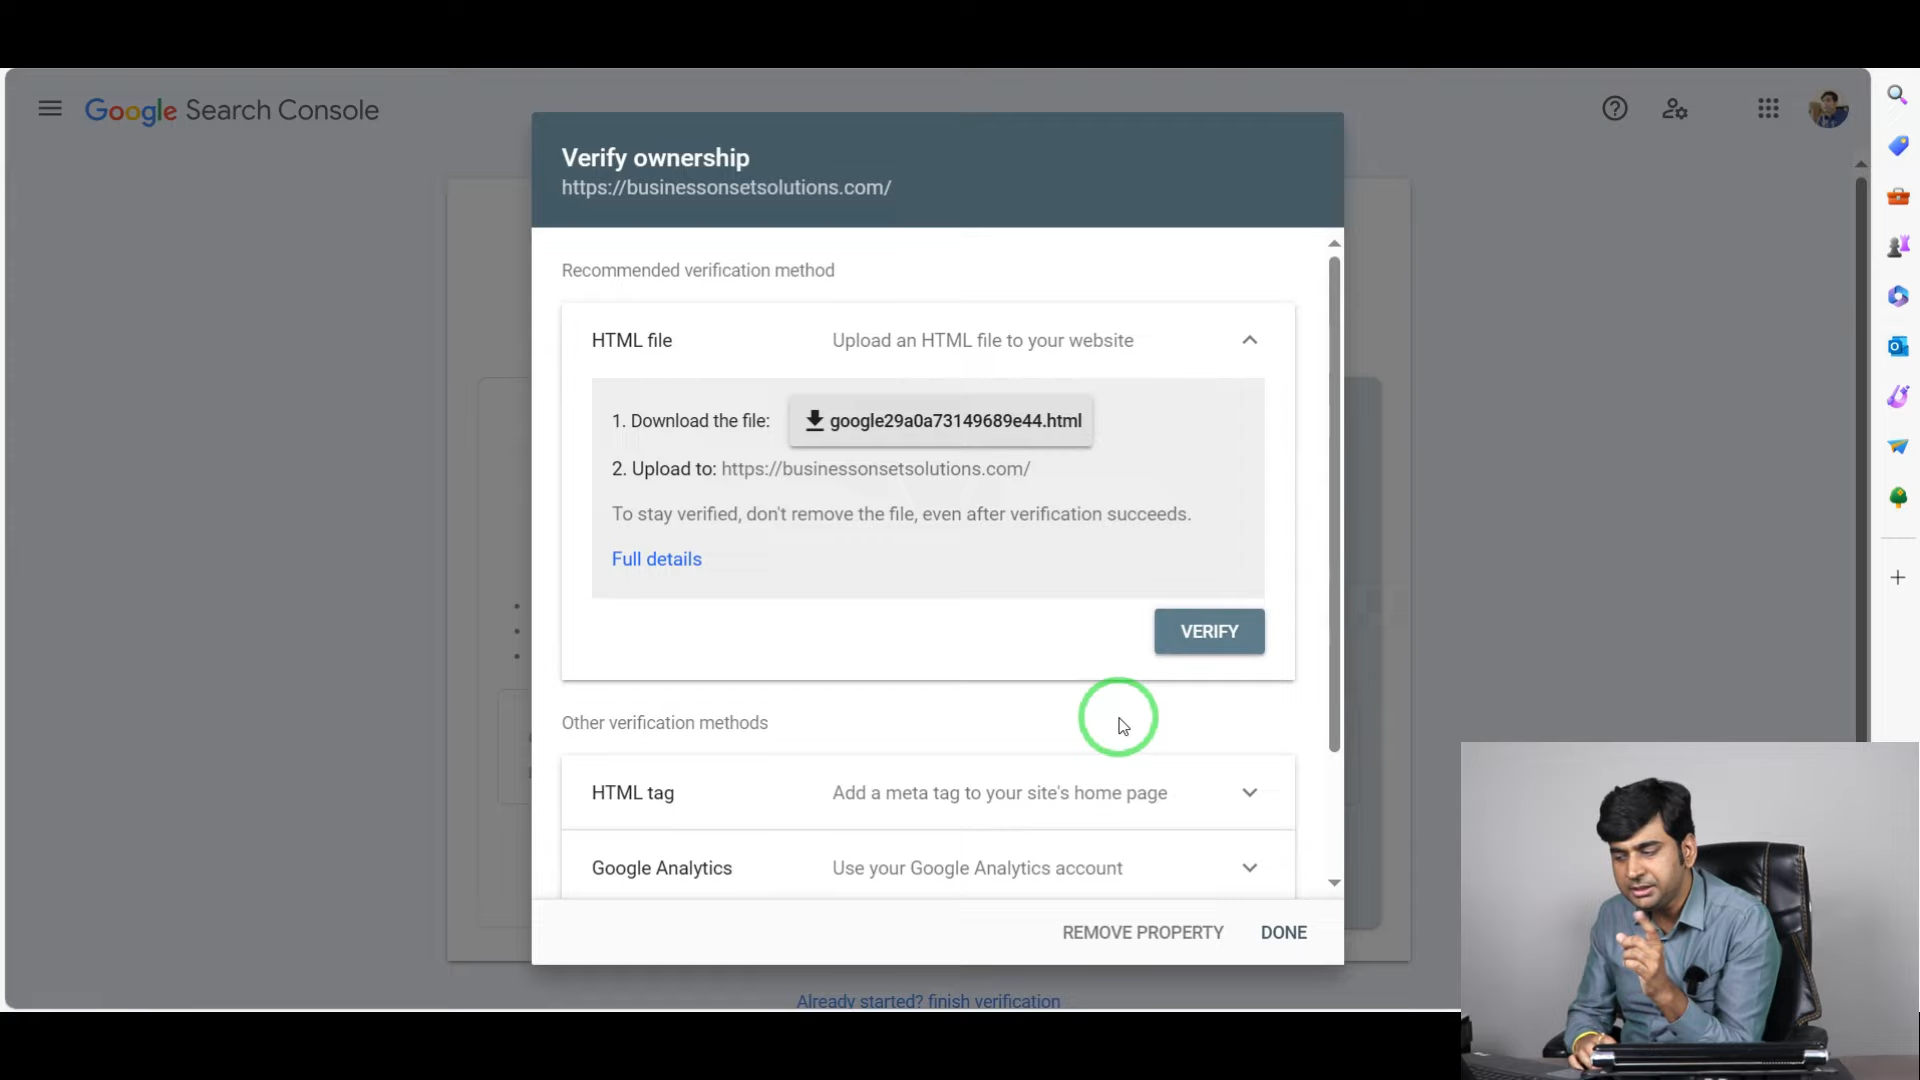 Google Search Console
Verify ownership
https://businessonsetsolutions.com/
Recommended verification method
HTML file Upload an HTML file to your website
1. Download the file: google29a0a73149689e44.html
2. Upload to: https://businessonsetsolutions.com/
To stay verified, don't remove the file, even after verification succeeds.
Full details
VERIFY
Other verification methods
HTML tag Add a meta tag to your site's home page
Google Analytics Use your Google Analytics account
REMOVE PROPERTY DONE
Already started? finish verification